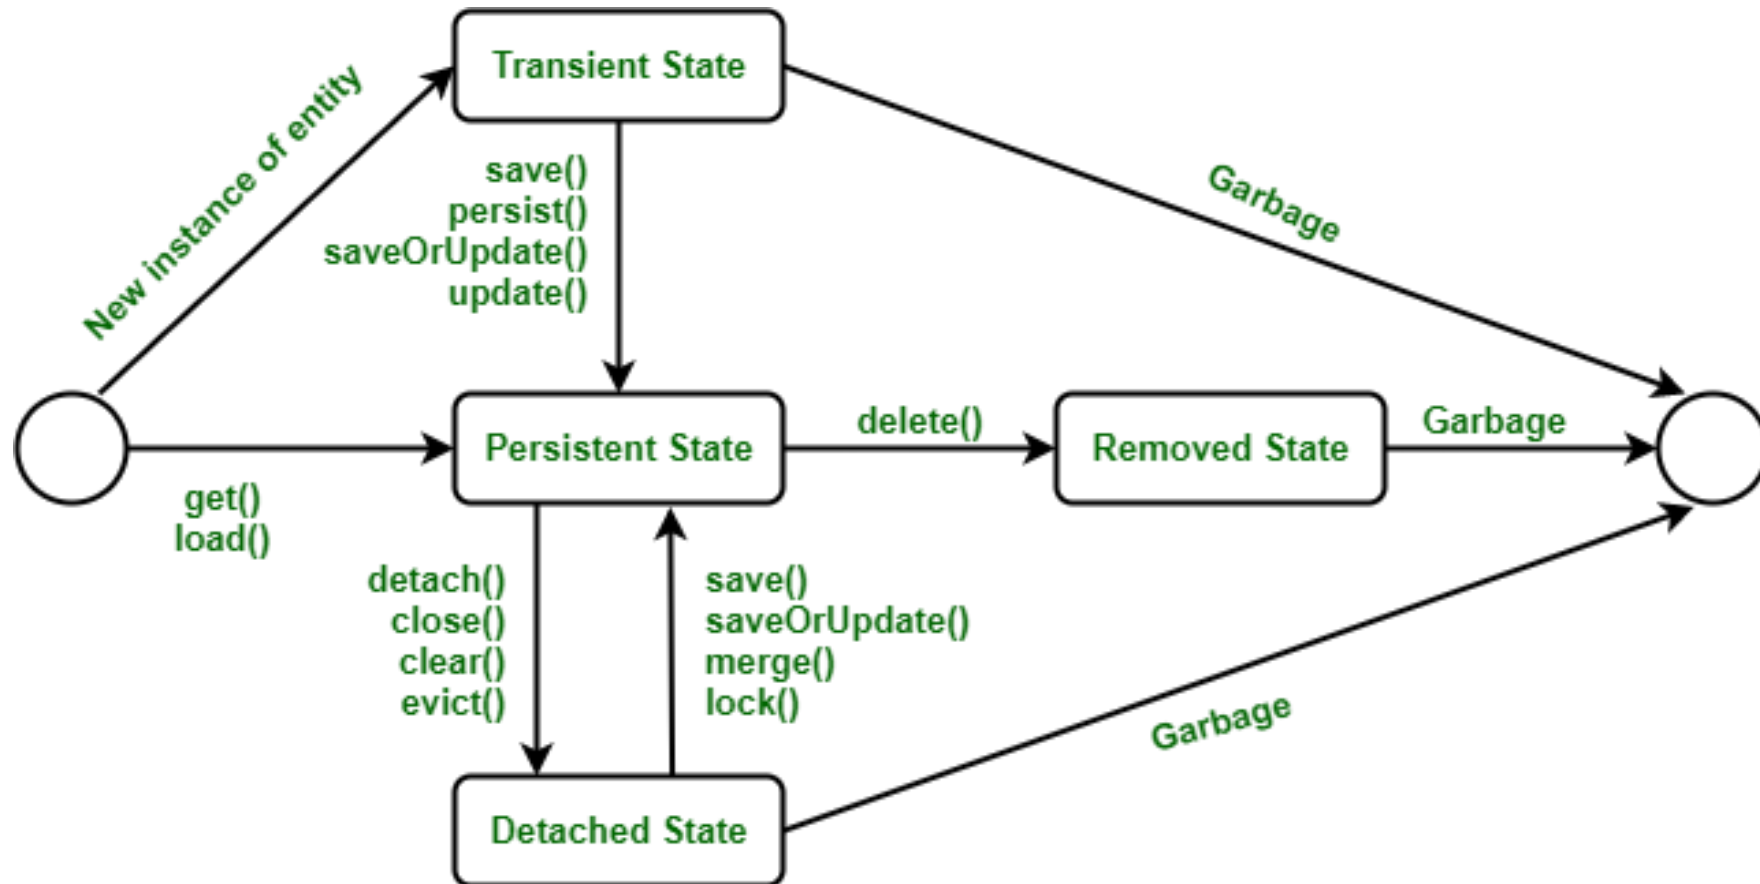 Transient State
New instance of entity
save()
persist()
saveOrUpdate()
update()
Garbage
Persistent State
delete()
Removed State
Garbage
get()
load()
detach()
close()
clear()
evict()
save()
saveOrUpdate()
merge()
lock()
Garbage
Detached State